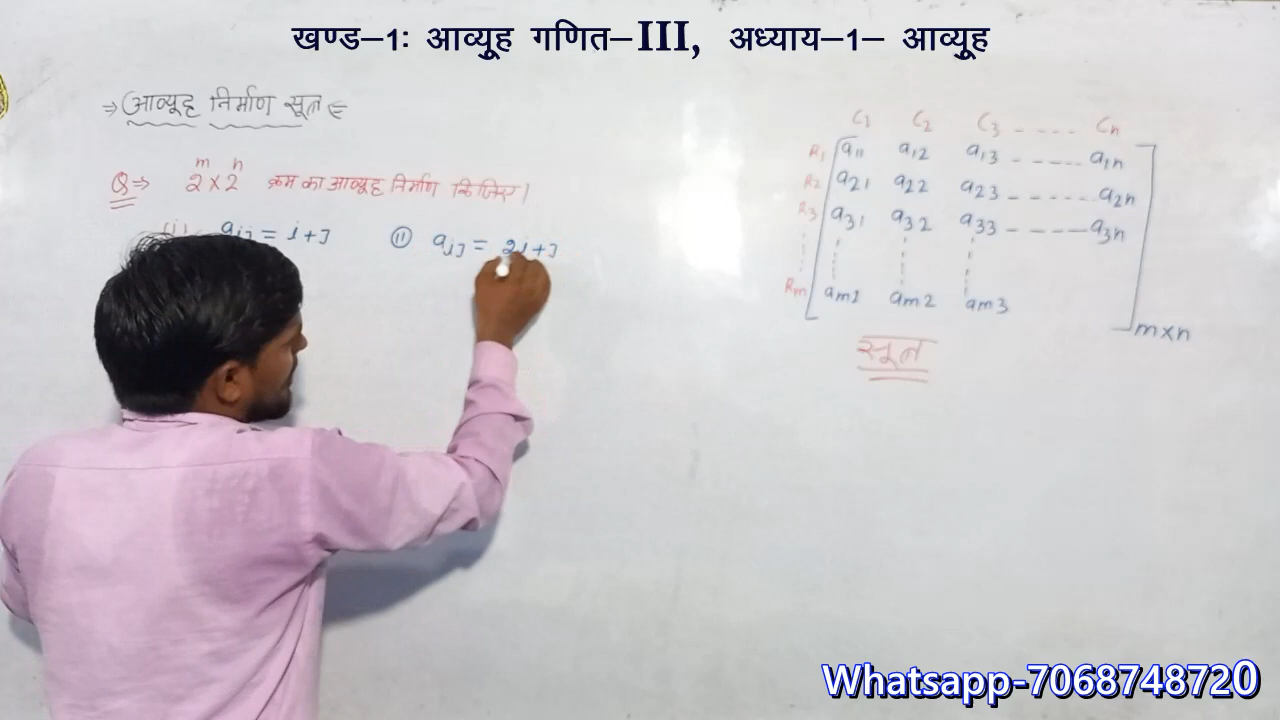 खण्ड–1: आव्यूह गणित–III, अध्याय–1– आव्यूह
⇒ आव्यूह निर्माण सूत्र ⇐
m n
Q ⇒ 2 × 2 क्रम का आव्यूह निर्माण किजिए।
aij = i + j (ii) aij = 2i + j
C1 C2 C3 - - - - Cn
R1 a11 a12 a13 - - - - - a1n
R2 a21 a22 a23 - - - - - - a2n
R3 a31 a32 a33 - - - - - a3n
Rm am1 am2 am3
m×n
सूत्र
Whatsapp-7068748720